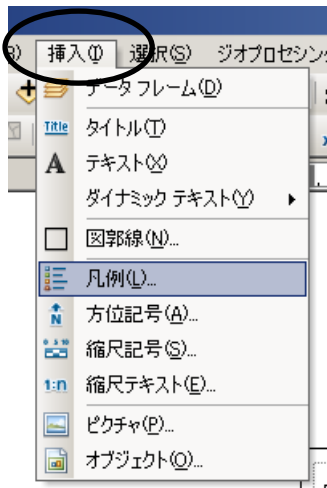 挿入(I) 選択(S) ジオプロセシン
データ フレーム(D)
Title タイトル(T)
A テキスト(X)
ダイナミック テキスト(Y)
図郭線(N)...
凡例(L)...
N 方位記号(A)...
縮尺記号(S)...
1:n 縮尺テキスト(E)...
ピクチャ(P)...
オブジェクト(O)...